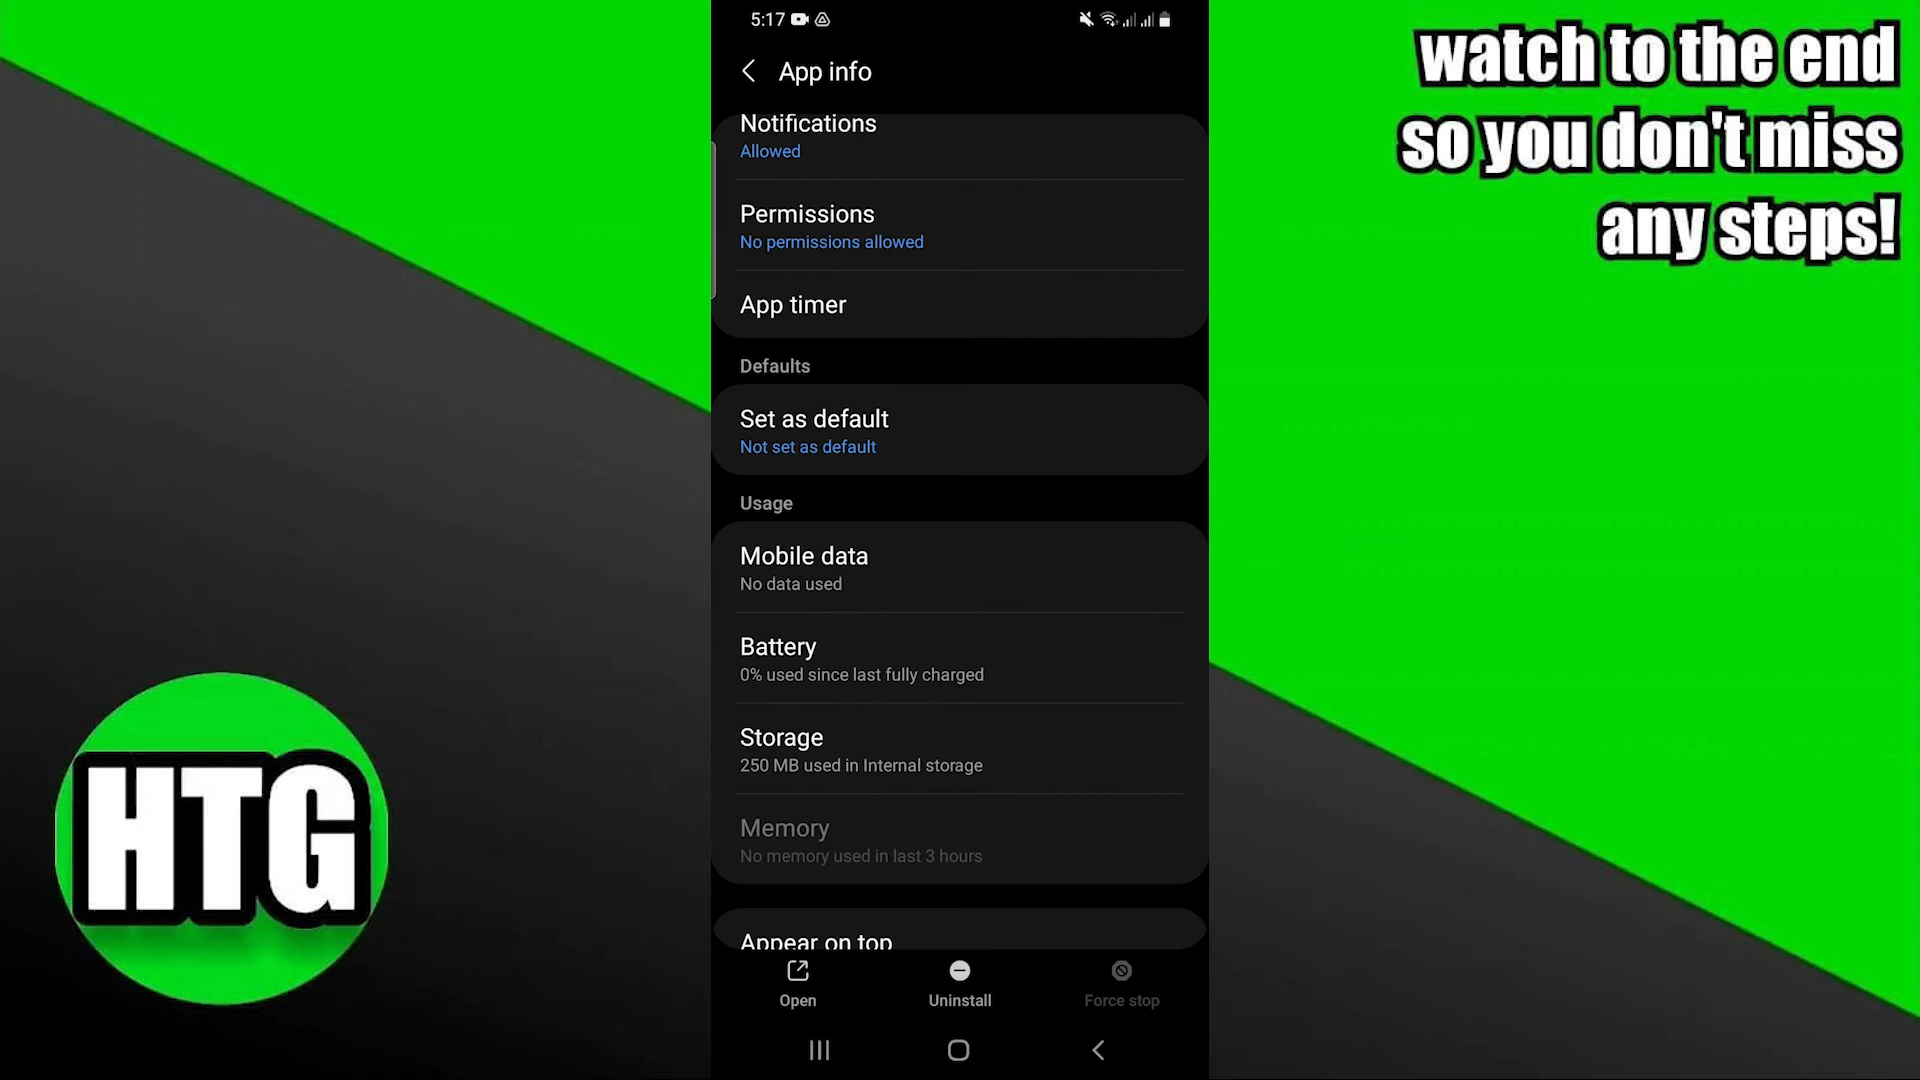 watch to the end
so you don't miss
any steps!
5:17
App info
Notifications
Allowed
Permissions
No permissions allowed
App timer
Defaults
Set as default
Not set as default
Usage
Mobile data
No data used
Battery
0% used since last fully charged
Storage
250 MB used in Internal storage
Memory
No memory used in last 3 hours
Appear on top
Open
Uninstall
Force stop
HTG